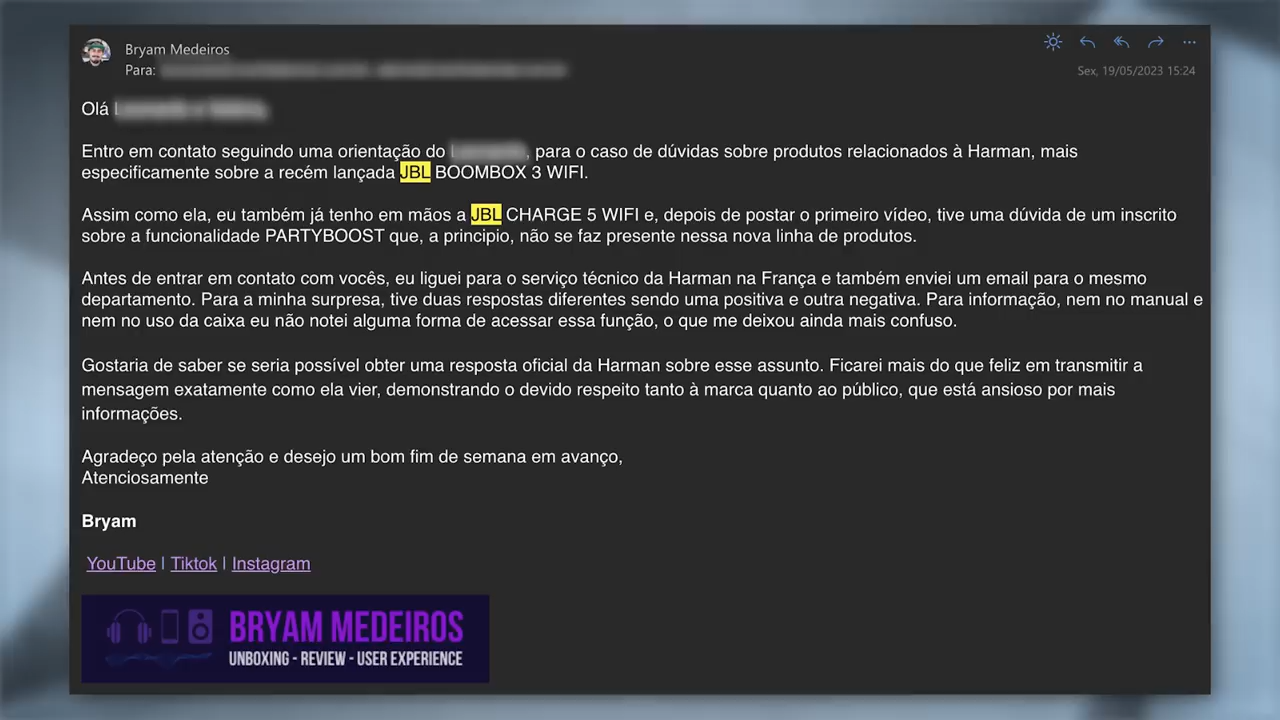 Bryam Medeiros
Para:
Sex, 19/05/2023 15:24
Olá
Entro em contato seguindo uma orientação do , para o caso de dúvidas sobre produtos relacionados à Harman, mais
especificamente sobre a recém lançada JBL BOOMBOX 3 WIFI.
Assim como ela, eu também já tenho em mãos a JBL CHARGE 5 WIFI e, depois de postar o primeiro vídeo, tive uma dúvida de um inscrito
sobre a funcionalidade PARTYBOOST que, a principio, não se faz presente nessa nova linha de produtos.
Antes de entrar em contato com vocês, eu liguei para o serviço técnico da Harman na França e também enviei um email para o mesmo
departamento. Para a minha surpresa, tive duas respostas diferentes sendo uma positiva e outra negativa. Para informação, nem no manual e
nem no uso da caixa eu não notei alguma forma de acessar essa função, o que me deixou ainda mais confuso.
Gostaria de saber se seria possível obter uma resposta oficial da Harman sobre esse assunto. Ficarei mais do que feliz em transmitir a
mensagem exatamente como ela vier, demonstrando o devido respeito tanto à marca quanto ao público, que está ansioso por mais
informações.
Agradeço pela atenção e desejo um bom fim de semana em avanço,
Atenciosamente
Bryam
YouTube | Tiktok | Instagram
BRYAM MEDEIROS
UNBOXING - REVIEW - USER EXPERIENCE